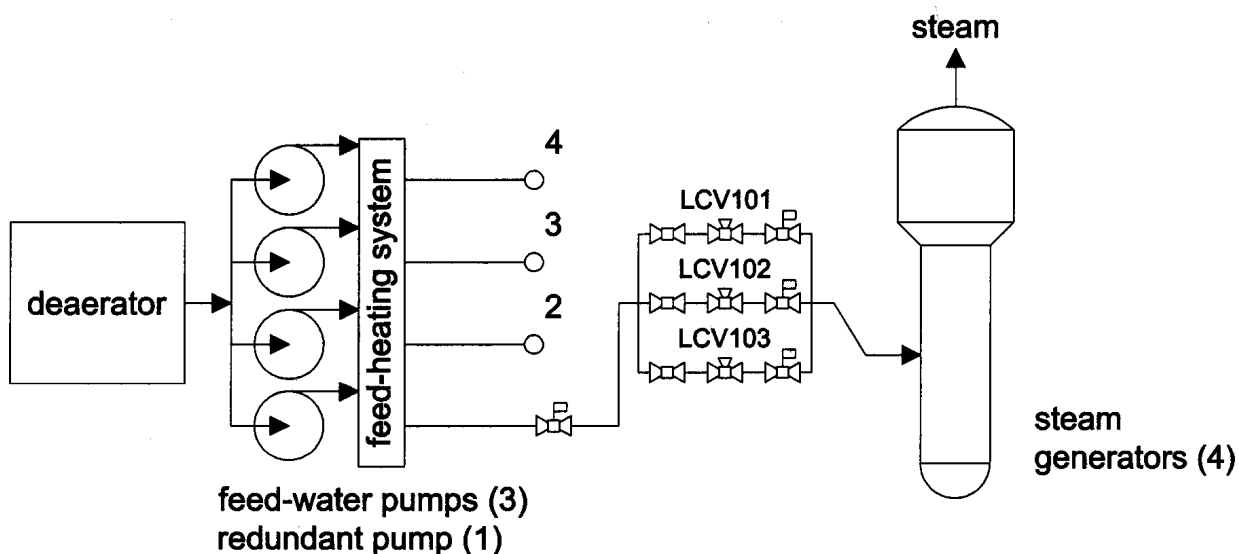 steam
4
LCV101
3
LCV102
2
LCV103
deaerator
feed-heating system
steam
generators (4)
feed-water pumps (3)
redundant pump (1)